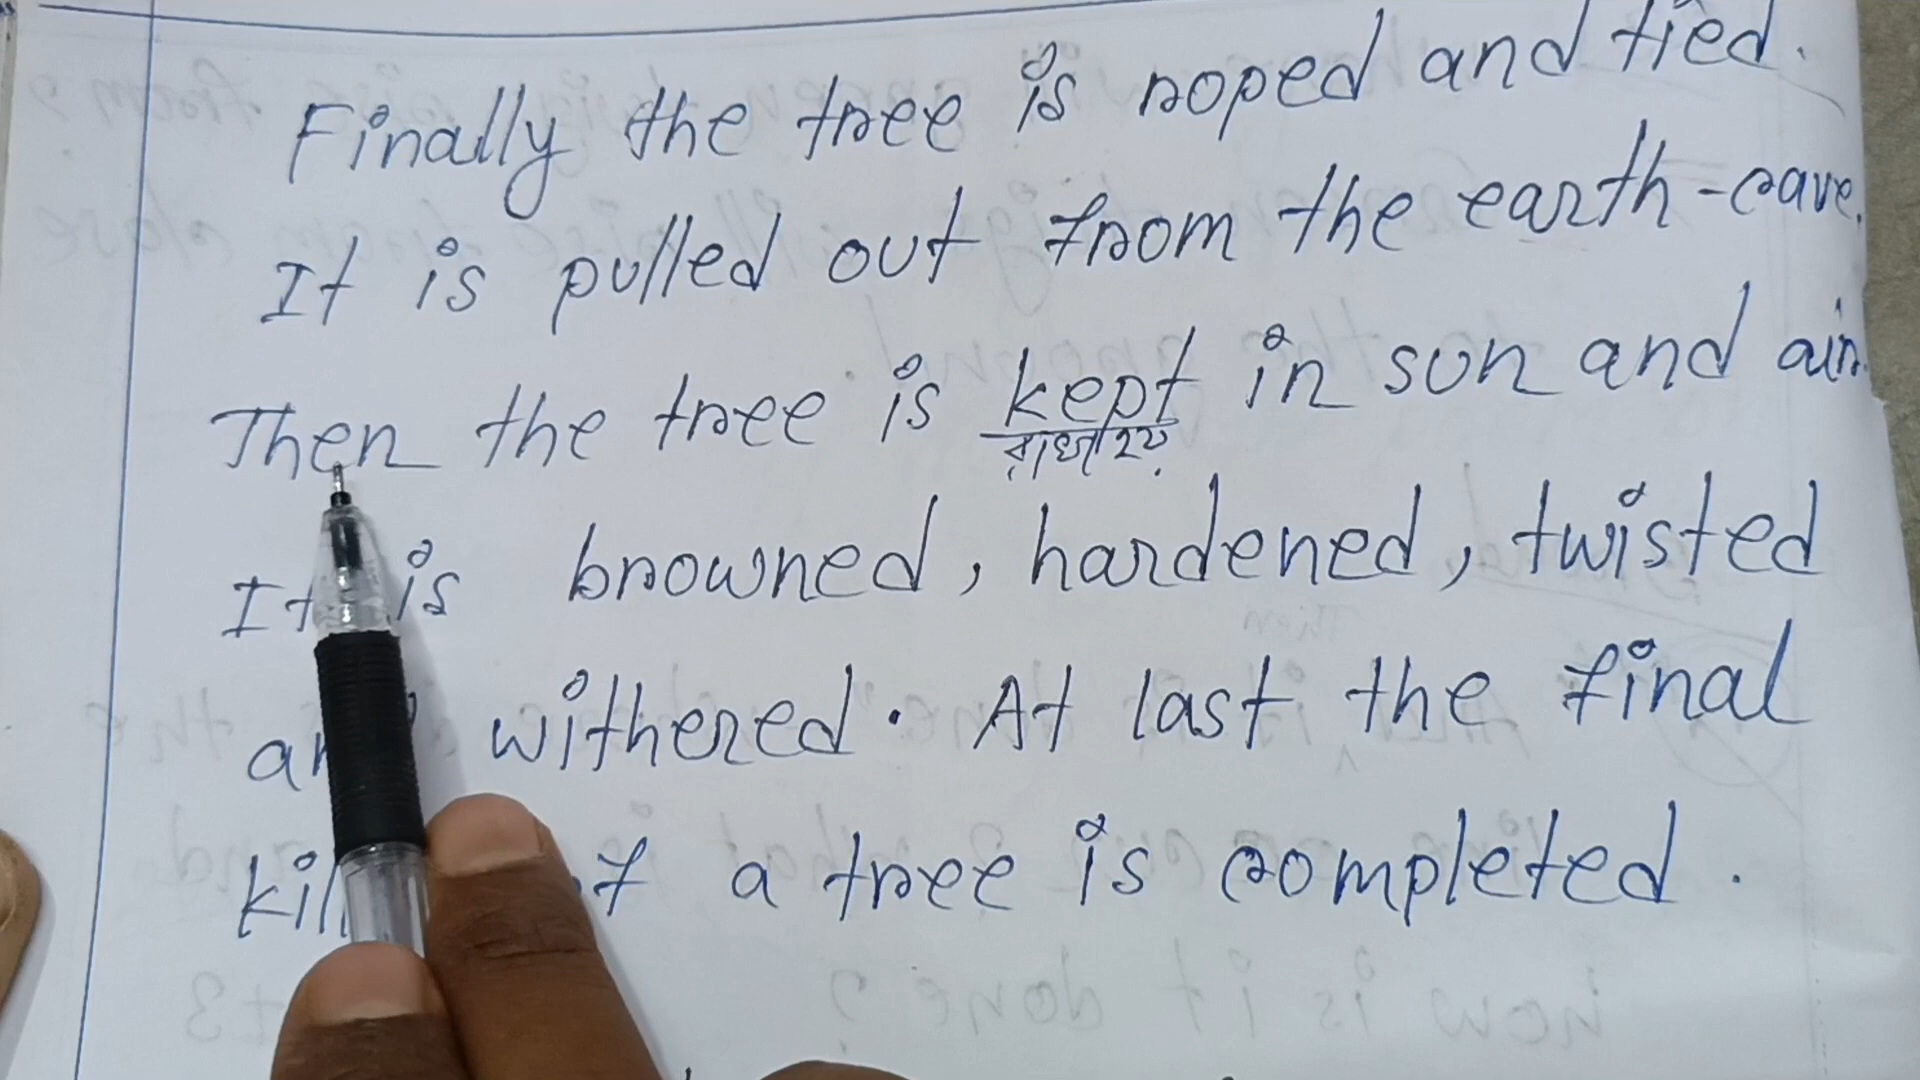 Finally the tree is roped and tied.
It is pulled out from the earth-cave.
Then the tree is kept in sun and air.
রাখা হয়
It is browned, hardened, twisted
withered. At last the final
a tree is completed.